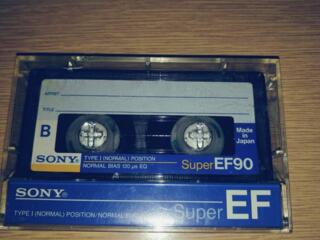 ARTIST
TITLE
B
Made in
Japan
SONY®
TYPE I (NORMAL) POSITION
NORMAL BIAS 120 μs EQ
Super EF90
SONY®
TYPE I (NORMAL) POSITION/NORMAL BIAS
Super EF